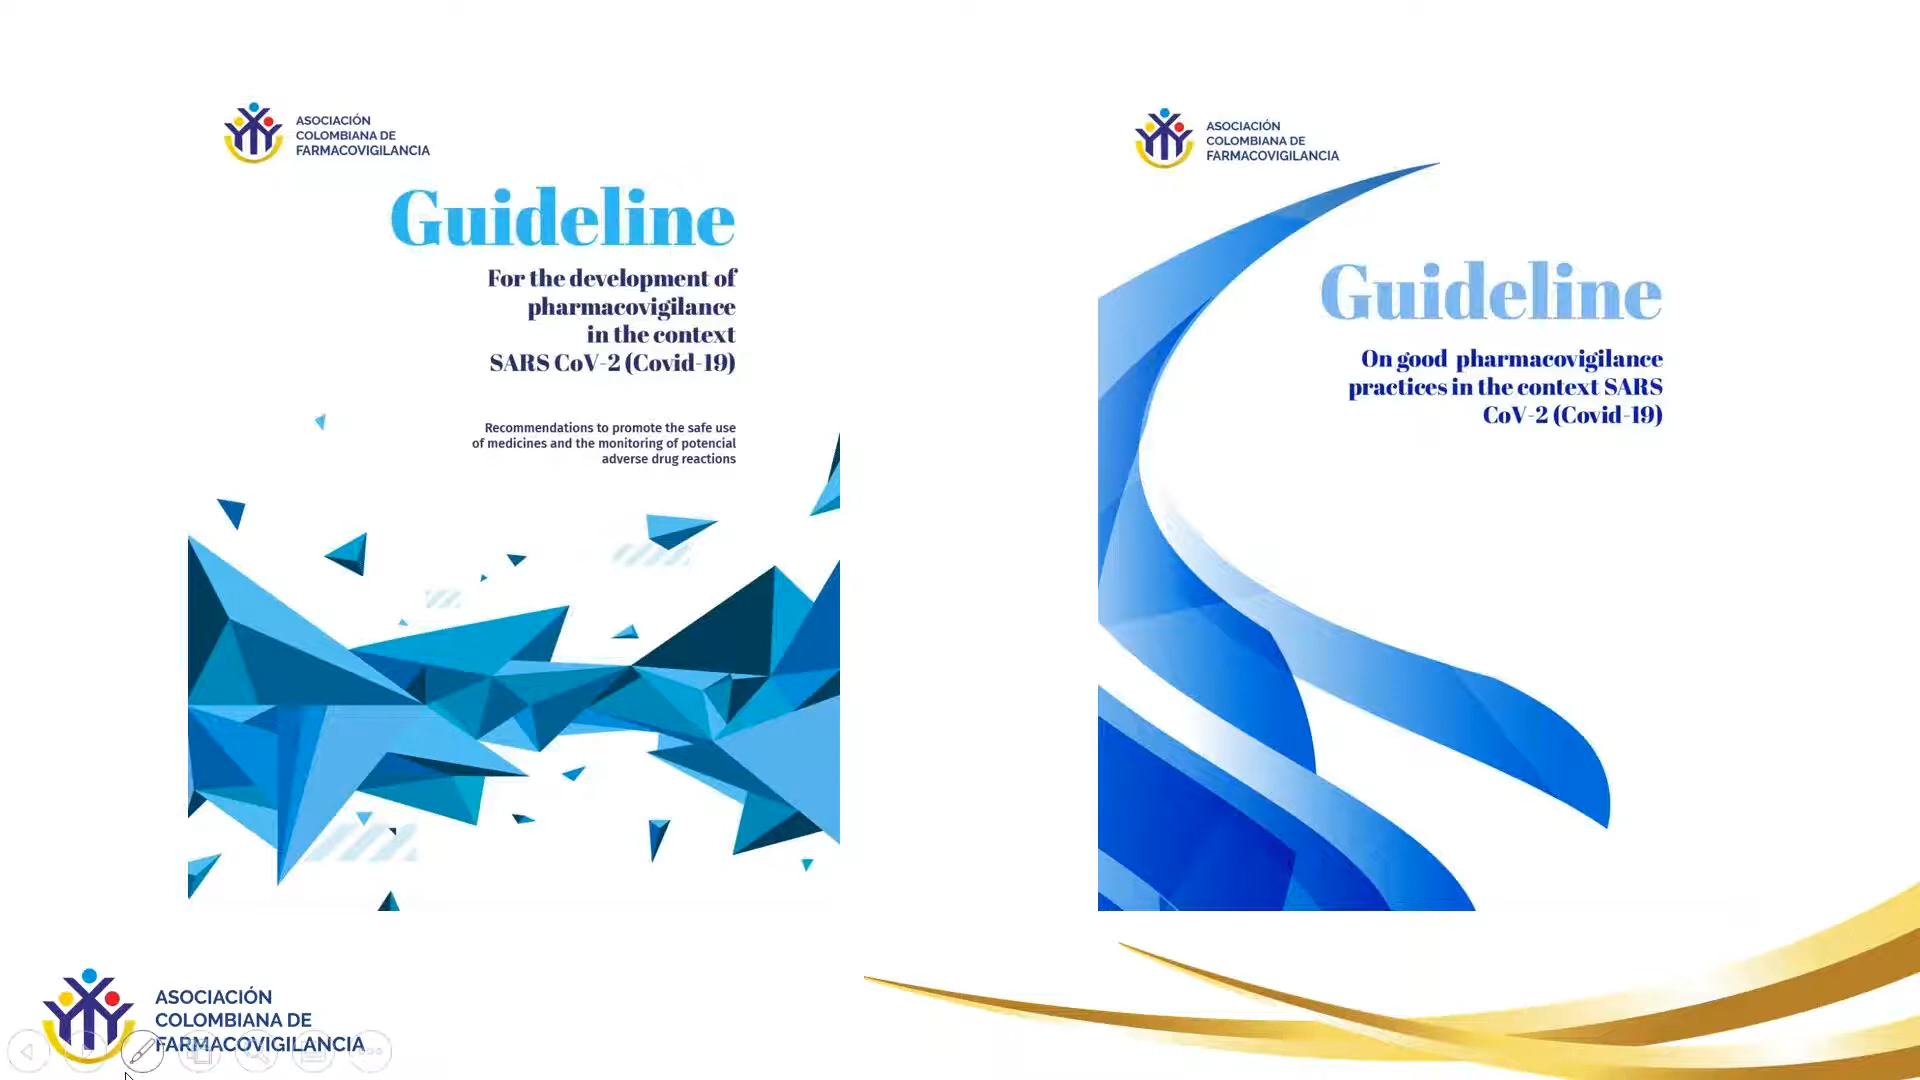 ASOCIACIÓN
COLOMBIANA DE
FARMACOVIGILANCIA
Guideline
For the development of
pharmacovigilance
in the context
SARS CoV-2 (Covid-19)
Recommendations to promote the safe use
of medicines and the monitoring of potencial
adverse drug reactions
ASOCIACIÓN
COLOMBIANA DE
FARMACOVIGILANCIA
Guideline
On good pharmacovigilance
practices in the context SARS
CoV-2 (Covid-19)
ASOCIACIÓN
COLOMBIANA DE
FARMACOVIGILANCIA